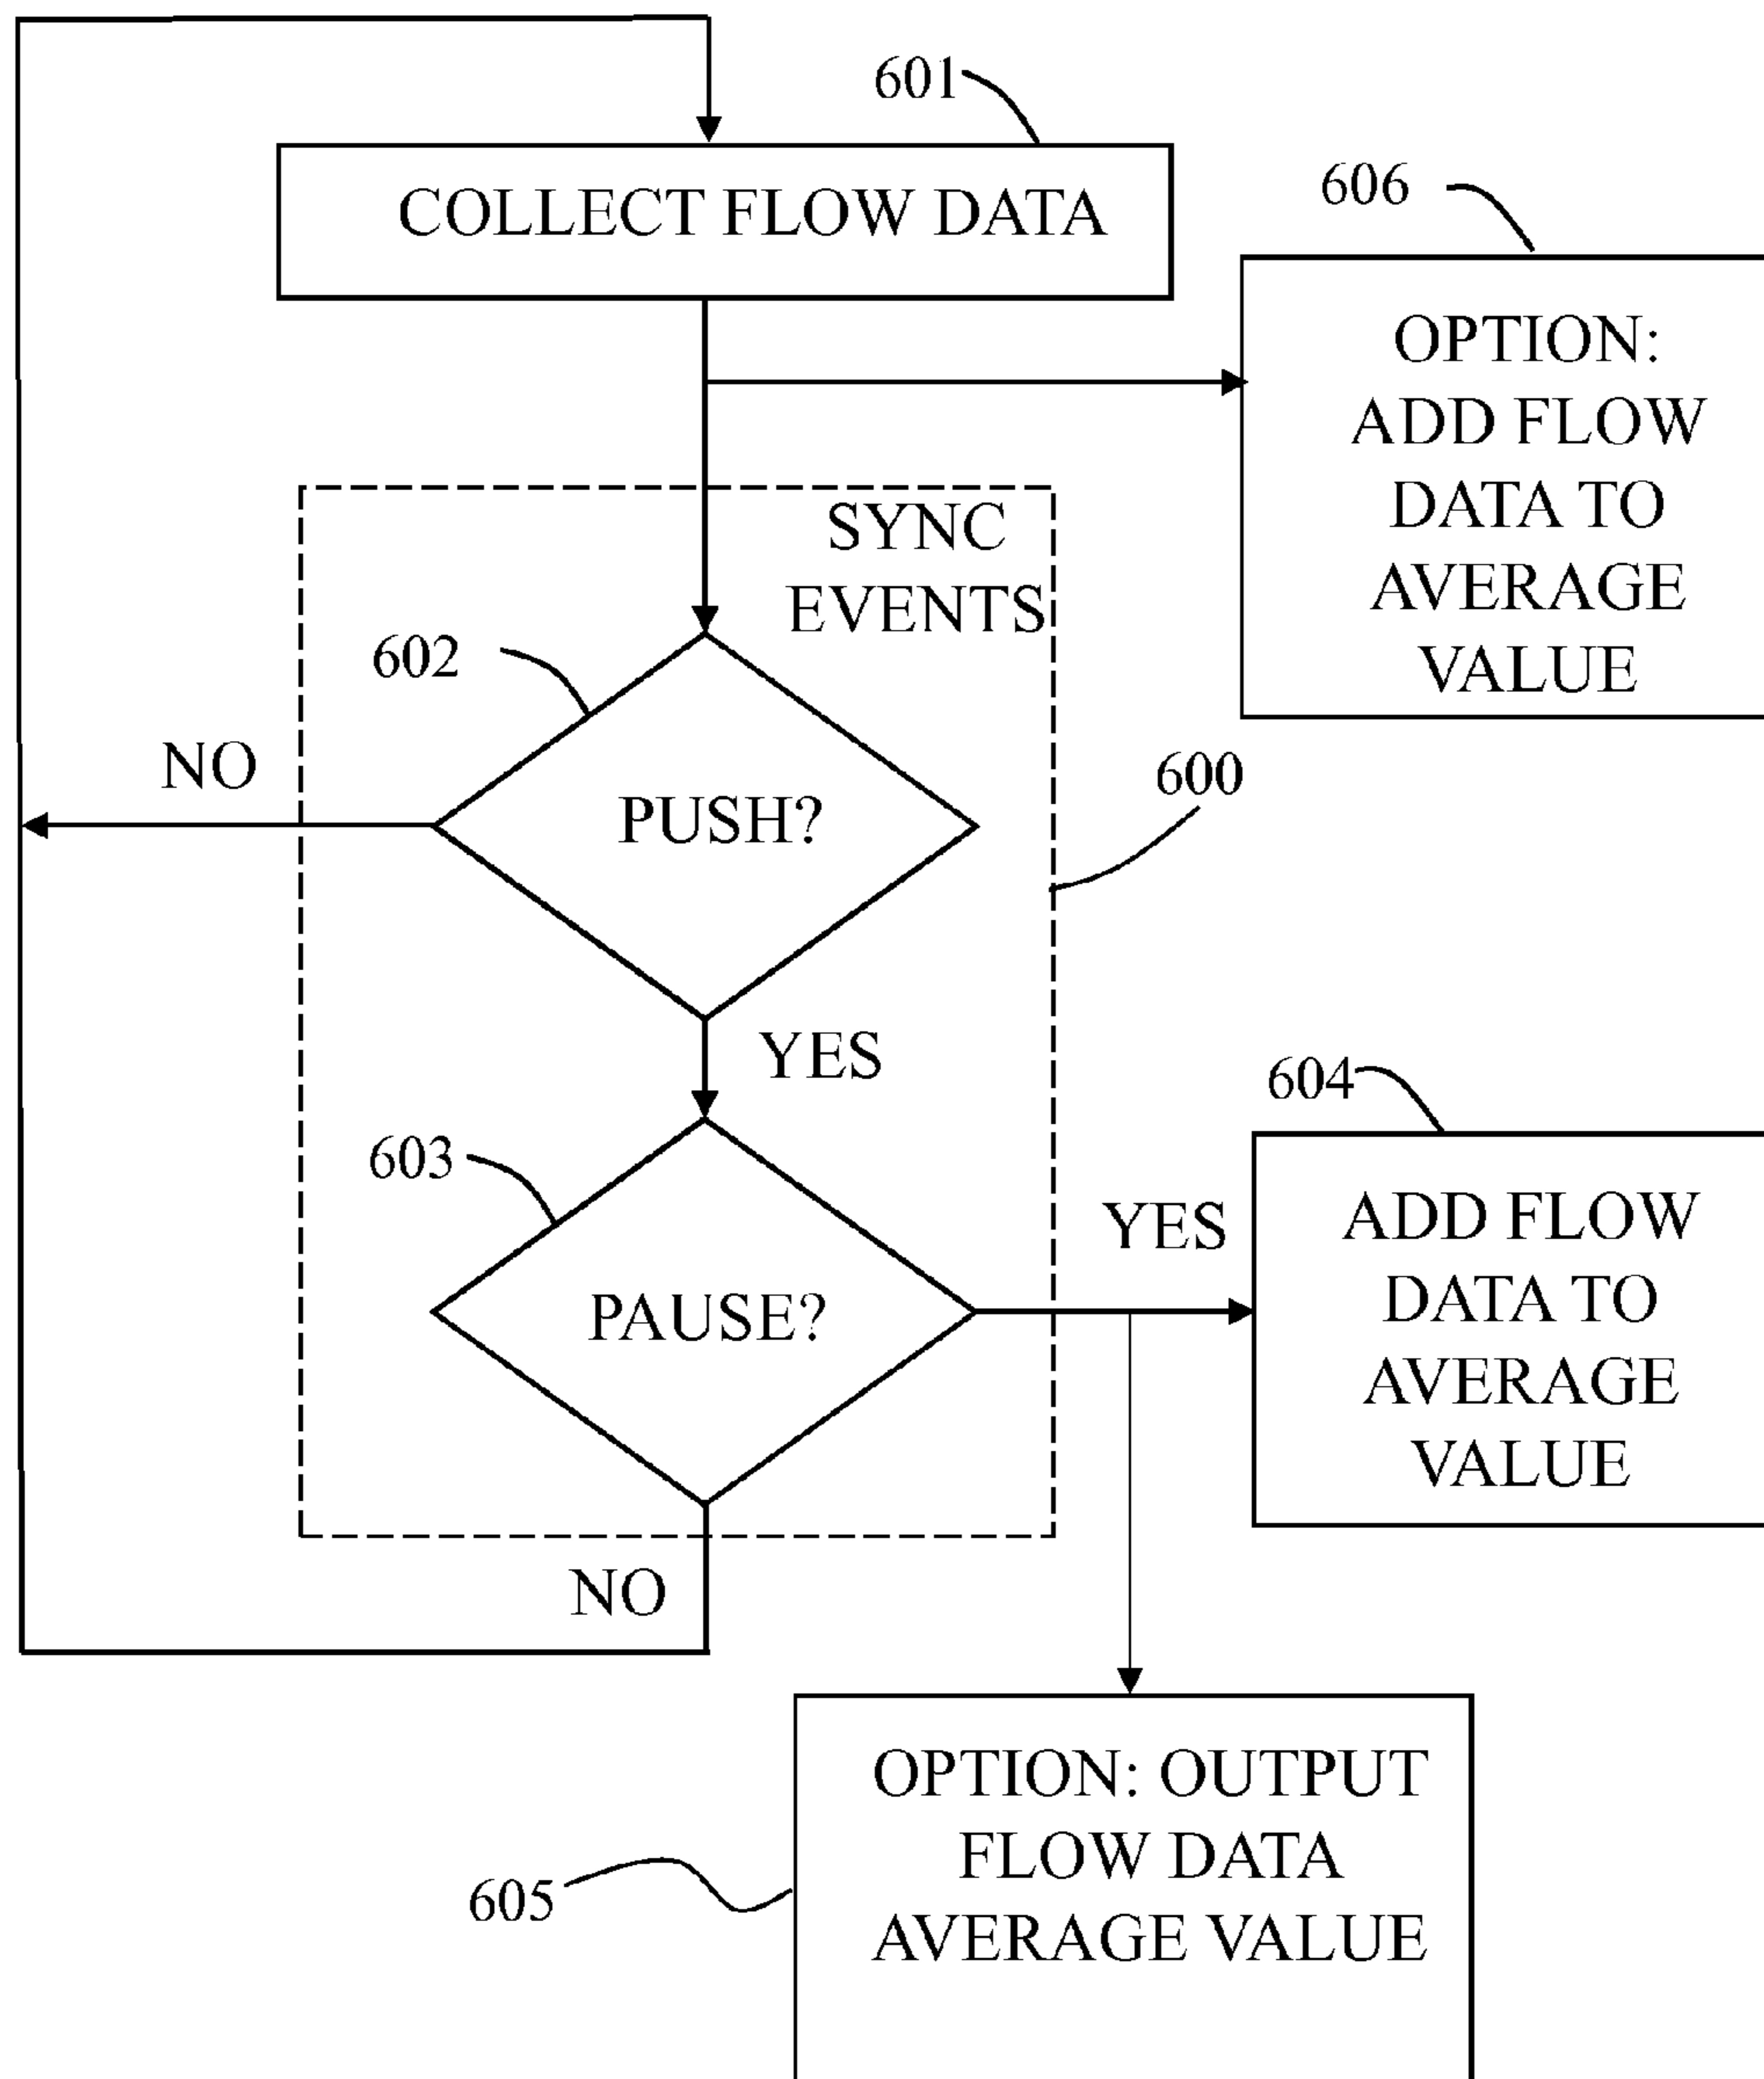 601
COLLECT FLOW DATA
606
OPTION:
ADD FLOW
DATA TO
AVERAGE
VALUE
SYNC
EVENTS
602
NO
PUSH?
600
YES
604
603
YES
ADD FLOW
DATA TO
AVERAGE
VALUE
PAUSE?
NO
OPTION: OUTPUT
FLOW DATA
AVERAGE VALUE
605